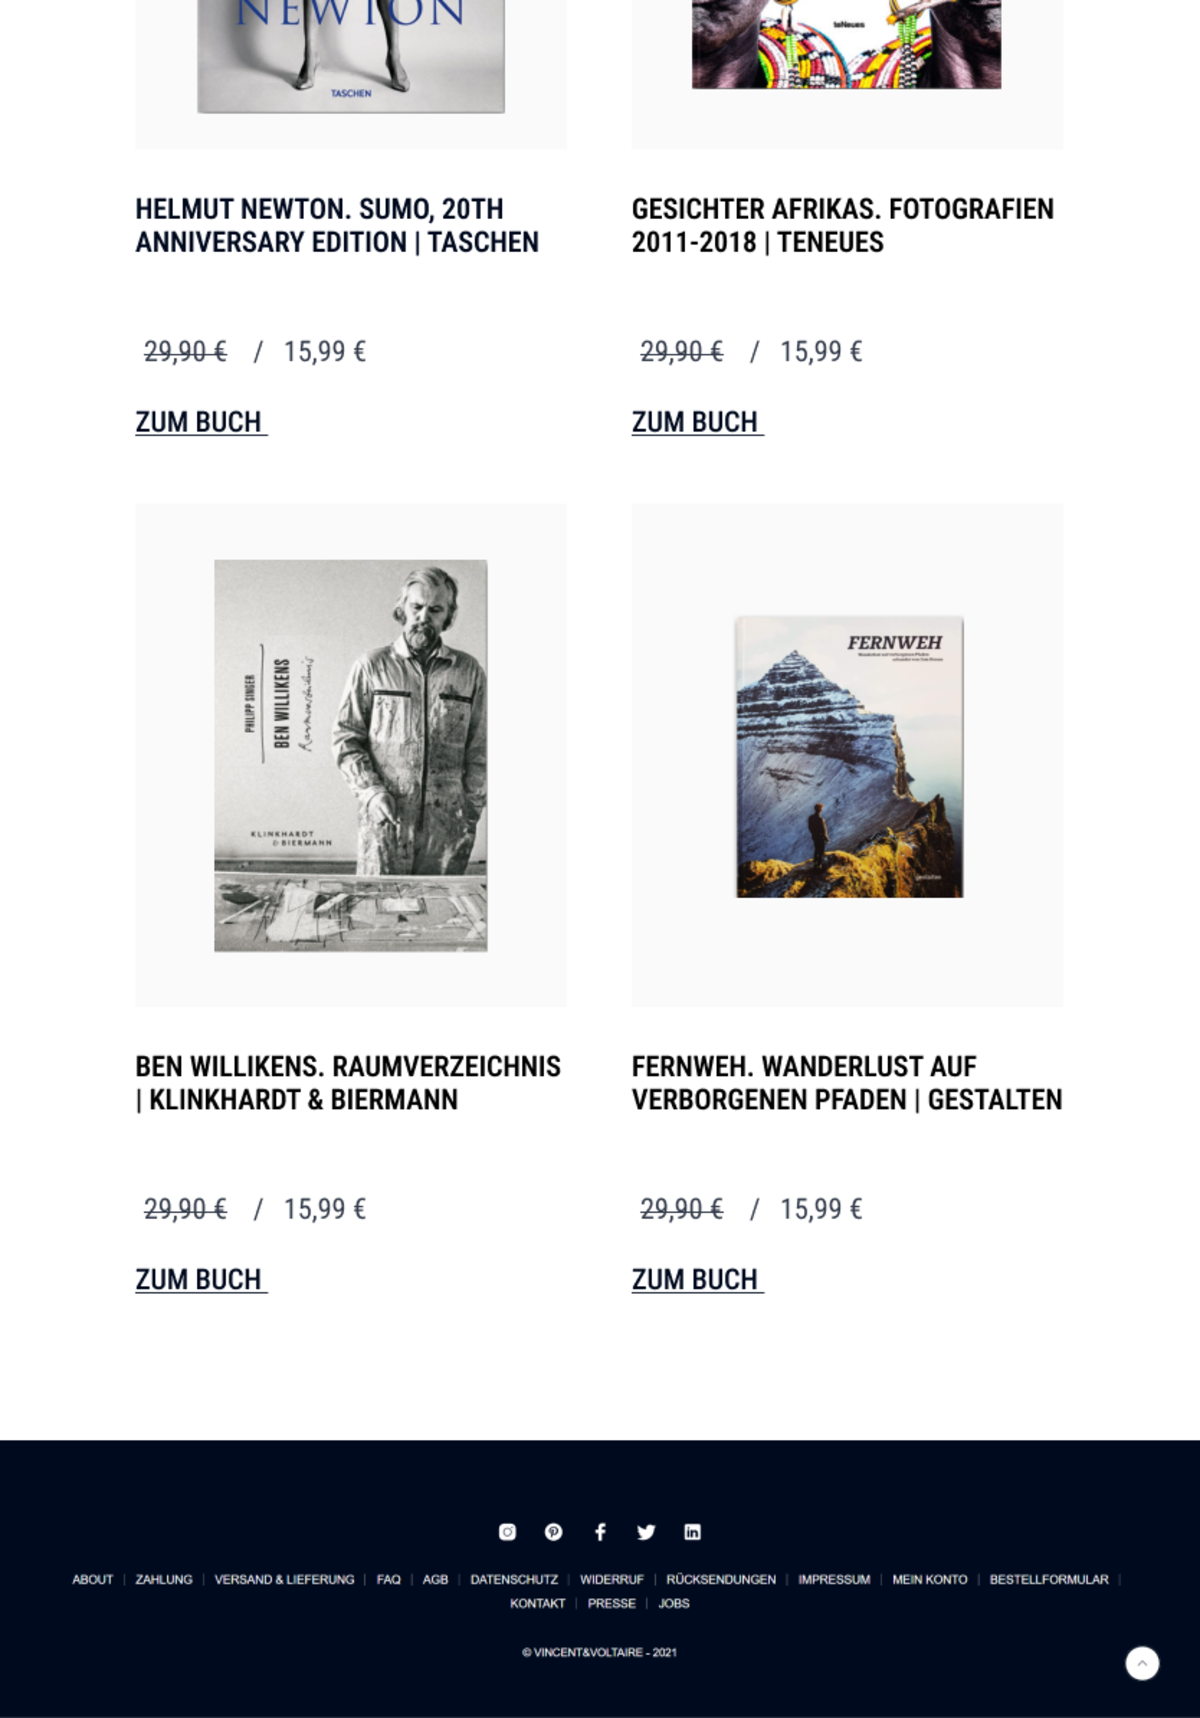 NEWTON
TASCHEN
teNeues
HELMUT NEWTON. SUMO, 20TH
ANNIVERSARY EDITION | TASCHEN
GESICHTER AFRIKAS. FOTOGRAFIEN
2011-2018 | TENEUES
29,90 € / 15,99 €
29,90 € / 15,99 €
ZUM BUCH
ZUM BUCH
PHILIPP SINGER
BEN WILLIKENS
Raumverzeichnis
KLINKHARDT
& BIERMANN
FERNWEH
gestalten
BEN WILLIKENS. RAUMVERZEICHNIS
| KLINKHARDT & BIERMANN
FERNWEH. WANDERLUST AUF
VERBORGENEN PFADEN | GESTALTEN
29,90 € / 15,99 €
29,90 € / 15,99 €
ZUM BUCH
ZUM BUCH
ABOUT | ZAHLUNG | VERSAND & LIEFERUNG | FAQ | AGB | DATENSCHUTZ | WIDERRUF | RÜCKSENDUNGEN | IMPRESSUM | MEIN KONTO | BESTELLFORMULAR |
KONTAKT | PRESSE | JOBS
© VINCENT&VOLTAIRE - 2021